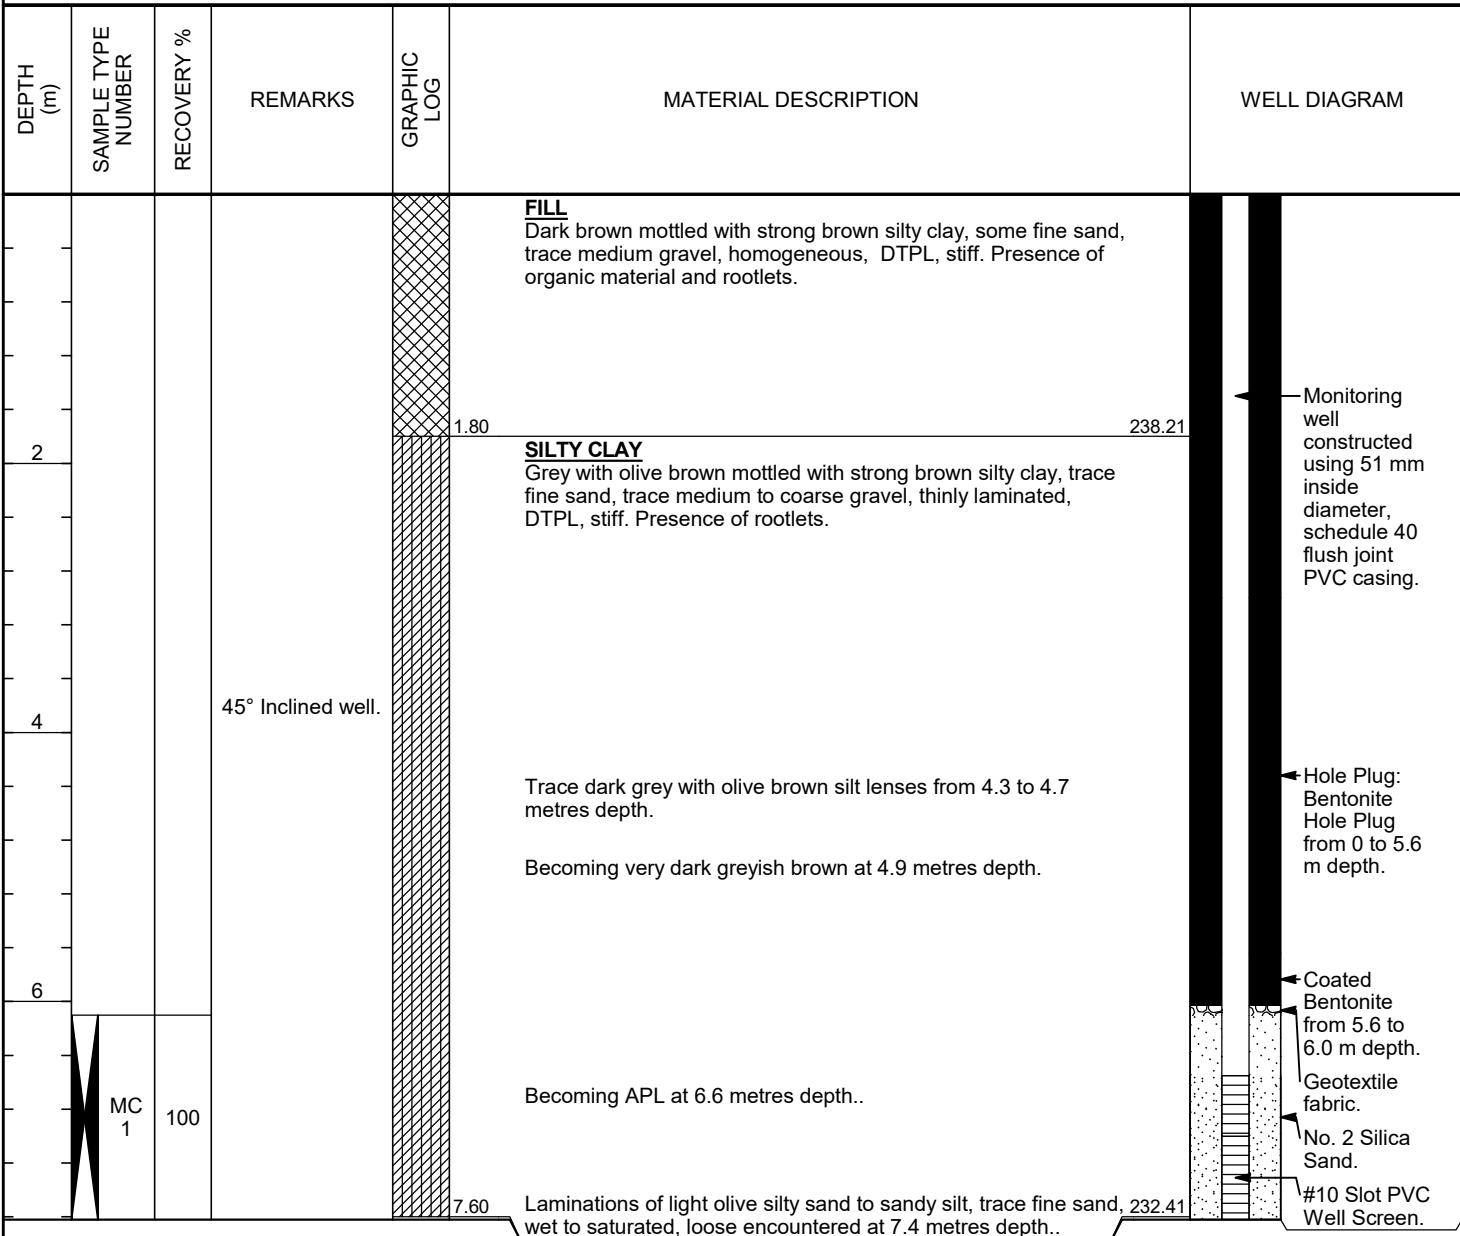 DEPTH
(m)
SAMPLE TYPE
NUMBER
RECOVERY %
REMARKS
GRAPHIC
LOG
MATERIAL DESCRIPTION
WELL DIAGRAM
FILL
Dark brown mottled with strong brown silty clay, some fine sand,
trace medium gravel, homogeneous, DTPL, stiff. Presence of
organic material and rootlets.
1.80
238.21
SILTY CLAY
Grey with olive brown mottled with strong brown silty clay, trace
fine sand, trace medium to coarse gravel, thinly laminated,
DTPL, stiff. Presence of rootlets.
2
4
6
45° Inclined well.
Trace dark grey with olive brown silt lenses from 4.3 to 4.7
metres depth.
Becoming very dark greyish brown at 4.9 metres depth.
MC
1
100
Becoming APL at 6.6 metres depth..
7.60
Laminations of light olive silty sand to sandy silt, trace fine sand,
wet to saturated, loose encountered at 7.4 metres depth..
232.41
Monitoring
well
constructed
using 51 mm
inside
diameter,
schedule 40
flush joint
PVC casing.
Hole Plug:
Bentonite
Hole Plug
from 0 to 5.6
m depth.
Coated
Bentonite
from 5.6 to
6.0 m depth.
Geotextile
fabric.
No. 2 Silica
Sand.
#10 Slot PVC
Well Screen.